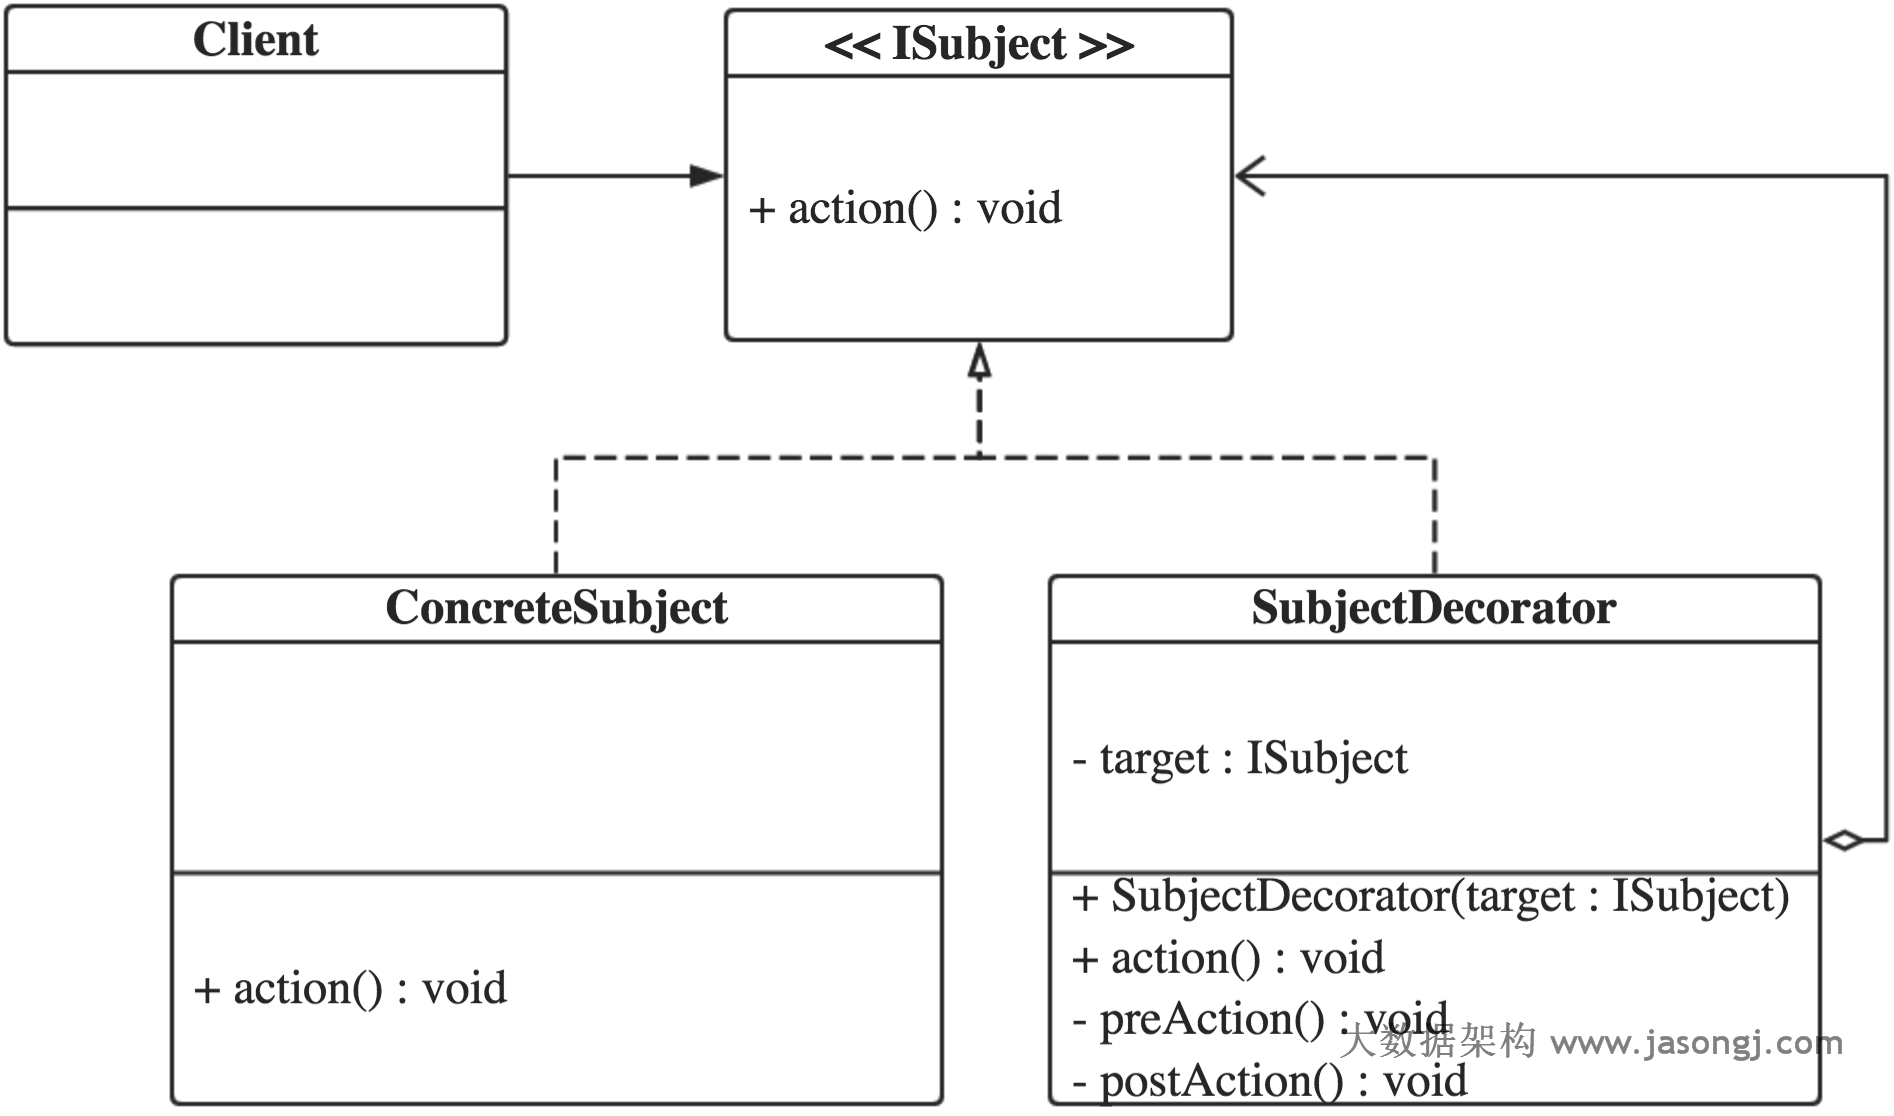 Client
<< ISubject >>
+ action() : void
ConcreteSubject
+ action() : void
SubjectDecorator
- target : ISubject
+ SubjectDecorator(target : ISubject)
+ action() : void
- preAction() : void
大数据架构 www.jasongj.com
- postAction() : void